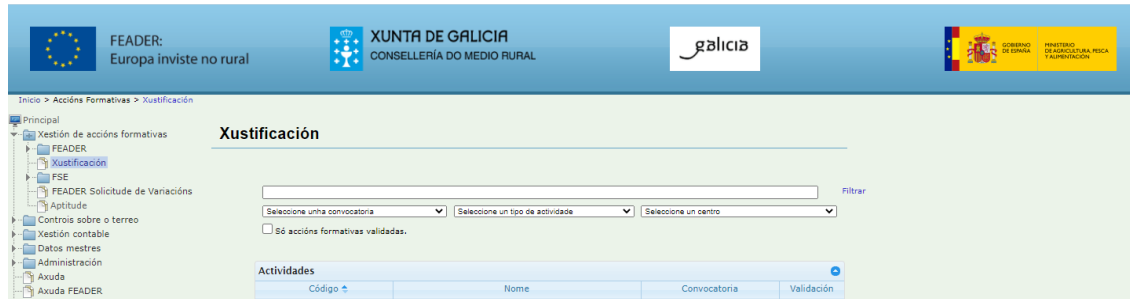 FEADER:
Europa inviste no rural
XUNTA DE GALICIA
CONSELLERÍA DO MEDIO RURAL
galicia
GOBIERNO
DE ESPAÑA
MINISTERIO
DE AGRICULTURA, PESCA
Y ALIMENTACIÓN
Inicio > Accións Formativas > Xustificación
Principal
Xestión de accións formativas
FEADER
Xustificación
FSE
FEADER Solicitude de Variacións
Aptitude
Controis sobre o terreo
Xestión contable
Datos mestres
Administración
Axuda
Axuda FEADER
Xustificación
Filtrar
Seleccione unha convocatoria Seleccione un tipo de actividade Seleccione un centro
Só accións formativas validadas.
Actividades
Código Nome Convocatoria Validación